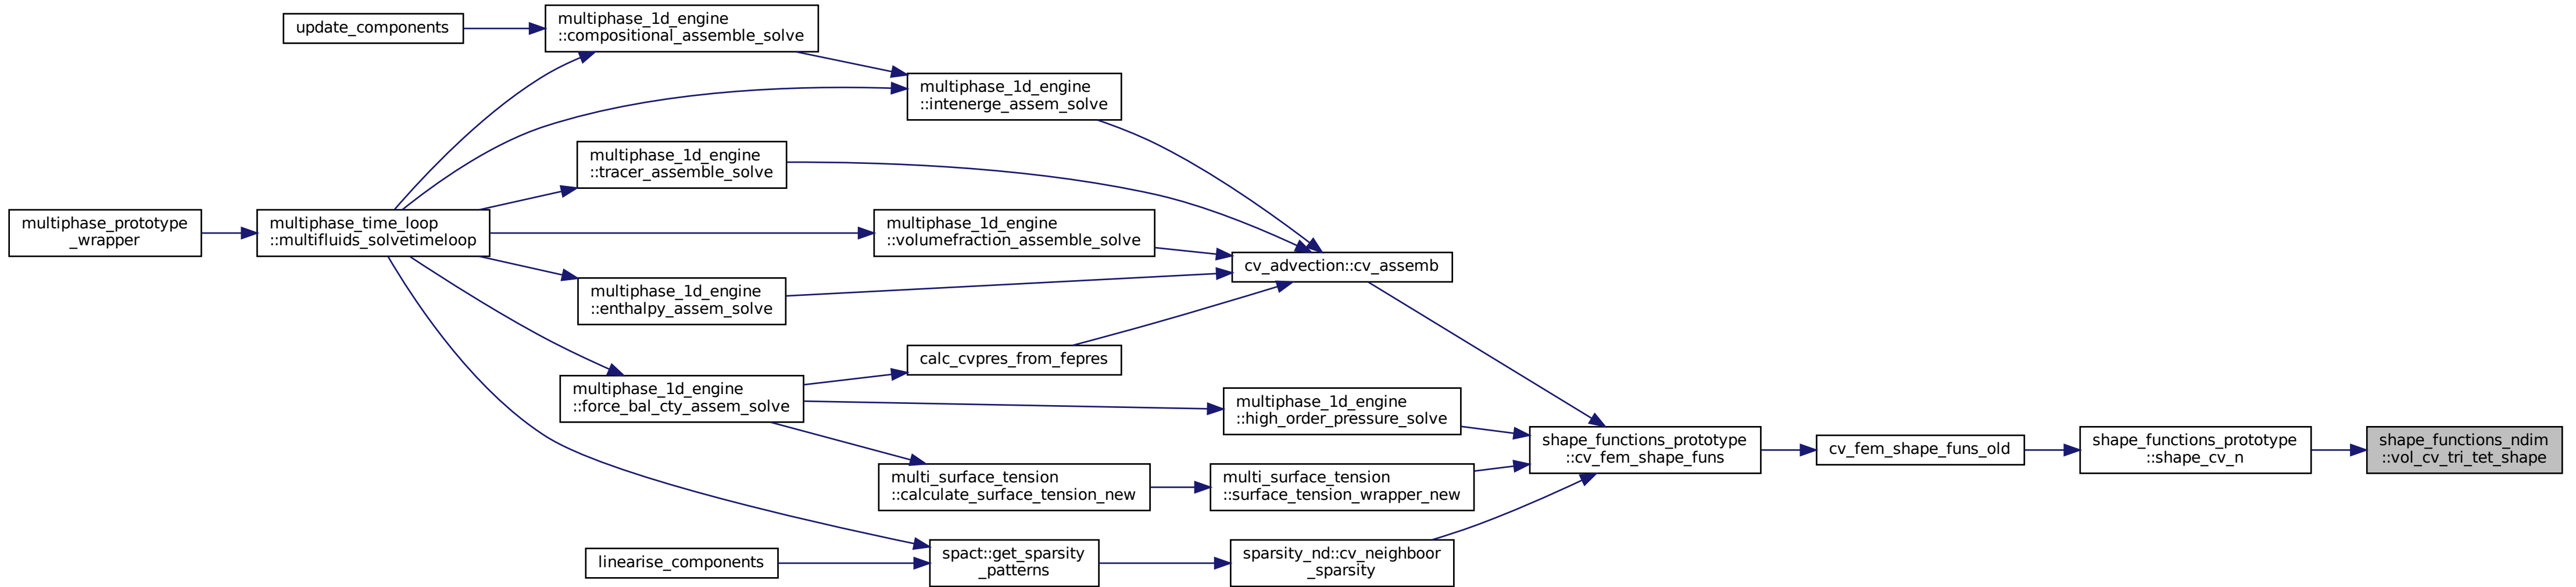 update_components
multiphase_1d_engine
::compositional_assemble_solve
multiphase_1d_engine
::intenerge_assem_solve
multiphase_1d_engine
::tracer_assemble_solve
multiphase_prototype
_wrapper
multiphase_time_loop
::multifluids_solvetimeloop
multiphase_1d_engine
::volumefraction_assemble_solve
cv_advection::cv_assemb
multiphase_1d_engine
::enthalpy_assem_solve
calc_cvpres_from_fepres
multiphase_1d_engine
::force_bal_cty_assem_solve
multiphase_1d_engine
::high_order_pressure_solve
shape_functions_prototype
::cv_fem_shape_funs
cv_fem_shape_funs_old
shape_functions_prototype
::shape_cv_n
shape_functions_ndim
::vol_cv_tri_tet_shape
multi_surface_tension
::calculate_surface_tension_new
multi_surface_tension
::surface_tension_wrapper_new
linearise_components
spact::get_sparsity
_patterns
sparsity_nd::cv_neighboor
_sparsity